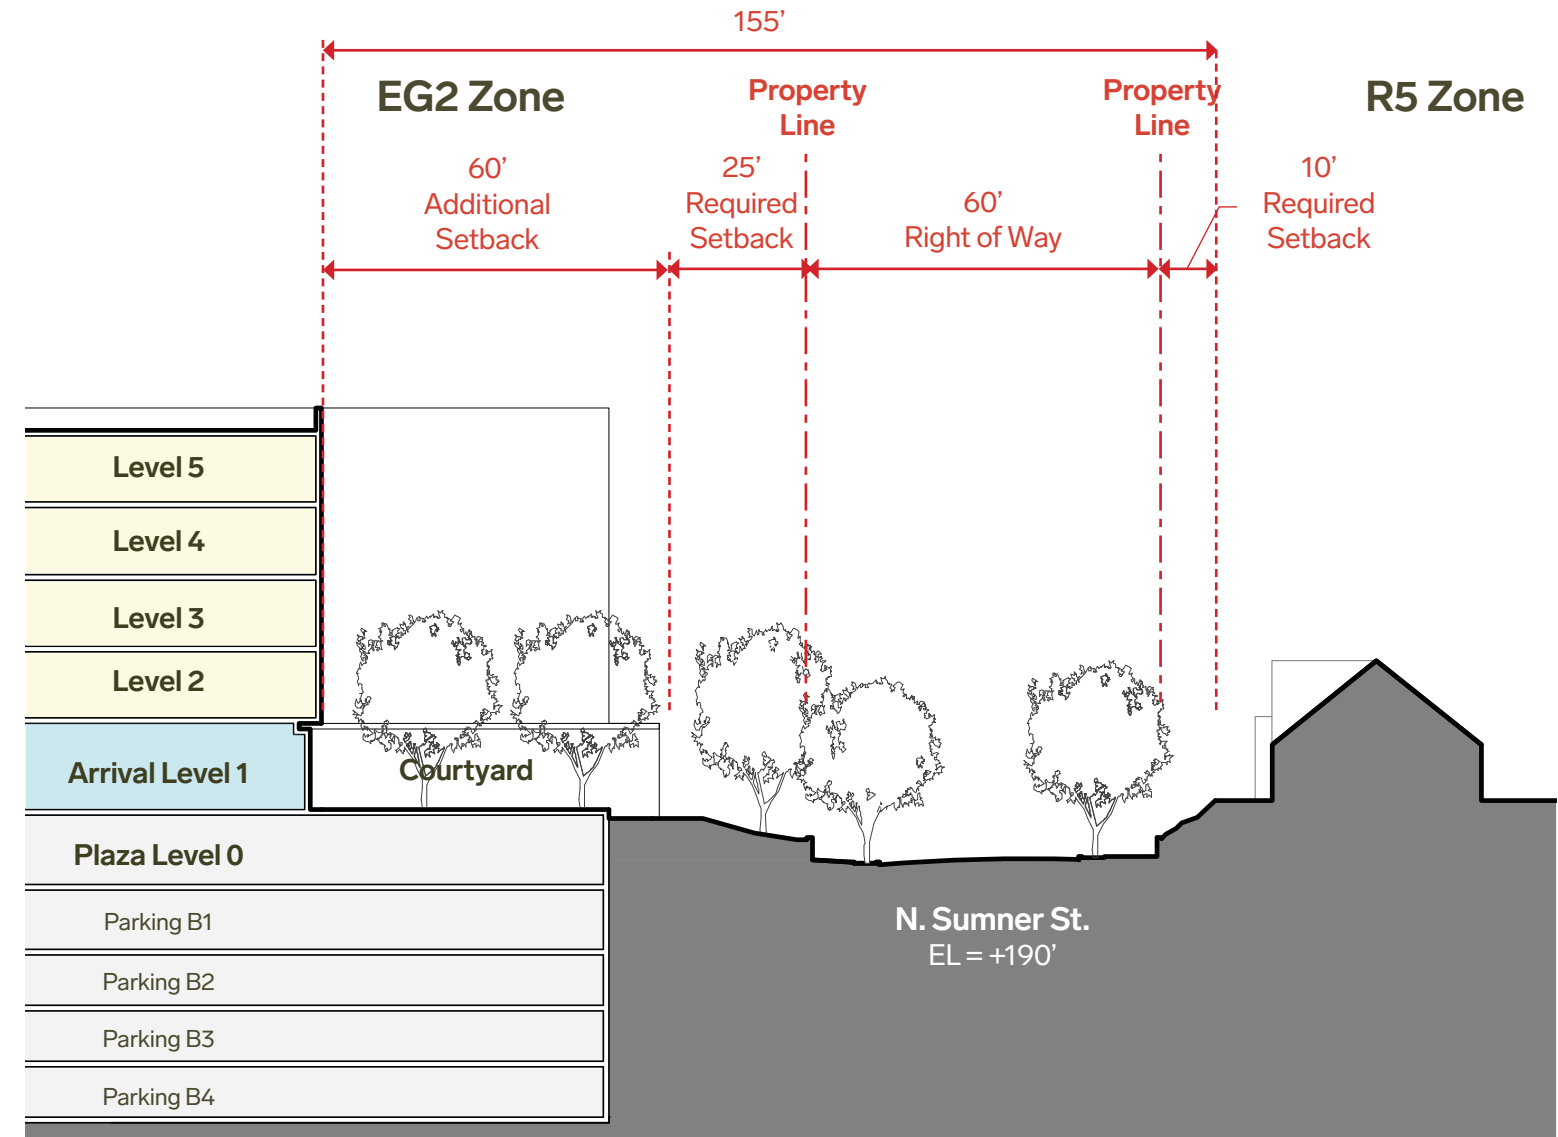 155’
EG2 Zone
Property
Line
Property
Line
R5 Zone
60’
Additional
Setback
25’
Required
Setback
60’
Right of Way
10’
Required
Setback
Level 5
Level 4
Level 3
Level 2
Arrival Level 1
Courtyard
Plaza Level 0
Parking B1
Parking B2
Parking B3
Parking B4
N. Sumner St.
EL = +190’